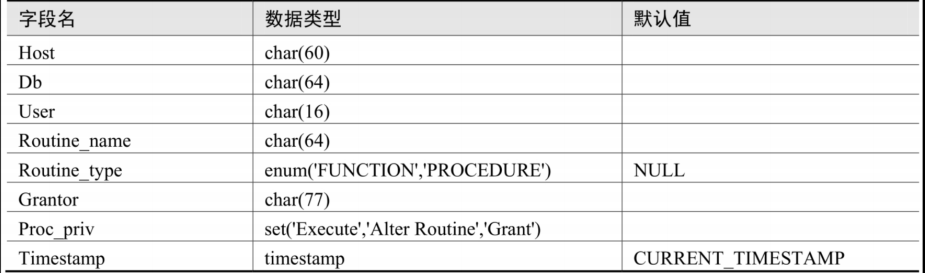 字段名 数据类型 默认值
Host char(60)
Db char(64)
User char(16)
Routine_name char(64)
Routine_type enum('FUNCTION','PROCEDURE') NULL
Grantor char(77)
Proc_priv set('Execute','Alter Routine','Grant')
Timestamp timestamp CURRENT_TIMESTAMP